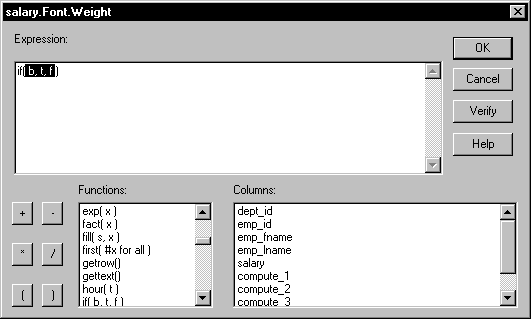 salary.Font.Weight
Expression:
if( b, t, f )
OK
Cancel
Verify
Help
Functions:
Columns:
+ -
* /
( )
exp( x )
fact( x )
fill( s, x )
first( #x for all )
getrow()
gettext()
hour( t )
if( b, t, f )
dept_id
emp_id
emp_fname
emp_lname
salary
compute_1
compute_2
compute_3